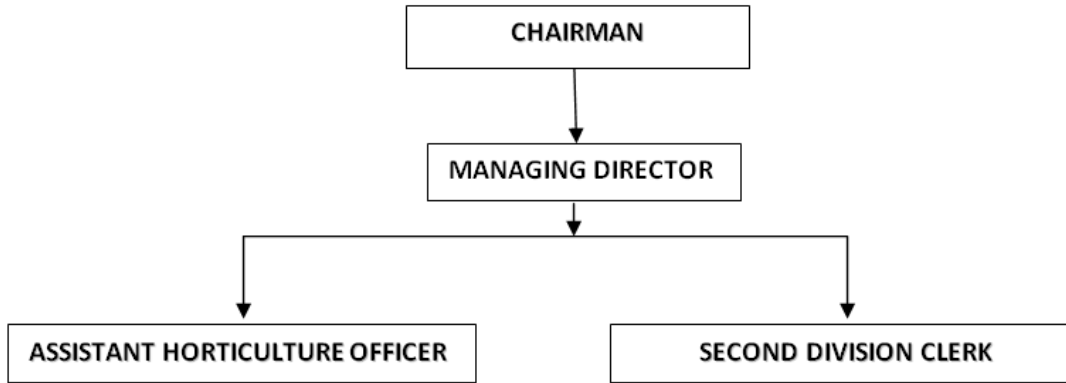 CHAIRMAN
MANAGING DIRECTOR
ASSISTANT HORTICULTURE OFFICER
SECOND DIVISION CLERK